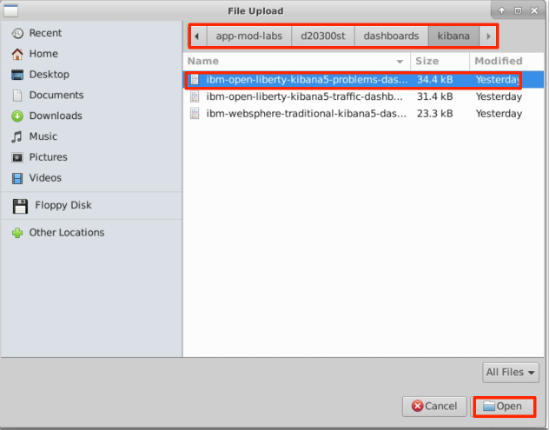 File Upload
Recent
Home
Desktop
Documents
Downloads
Music
Pictures
Videos
Floppy Disk
Other Locations
app-mod-labs d20300st dashboards kibana
Name Size Modified
ibm-open-liberty-kibana5-problems-das... 34.4 kB Yesterday
ibm-open-liberty-kibana5-traffic-dashb... 31.4 kB Yesterday
ibm-websphere-traditional-kibana5-das... 23.3 kB Yesterday
All Files
Cancel Open